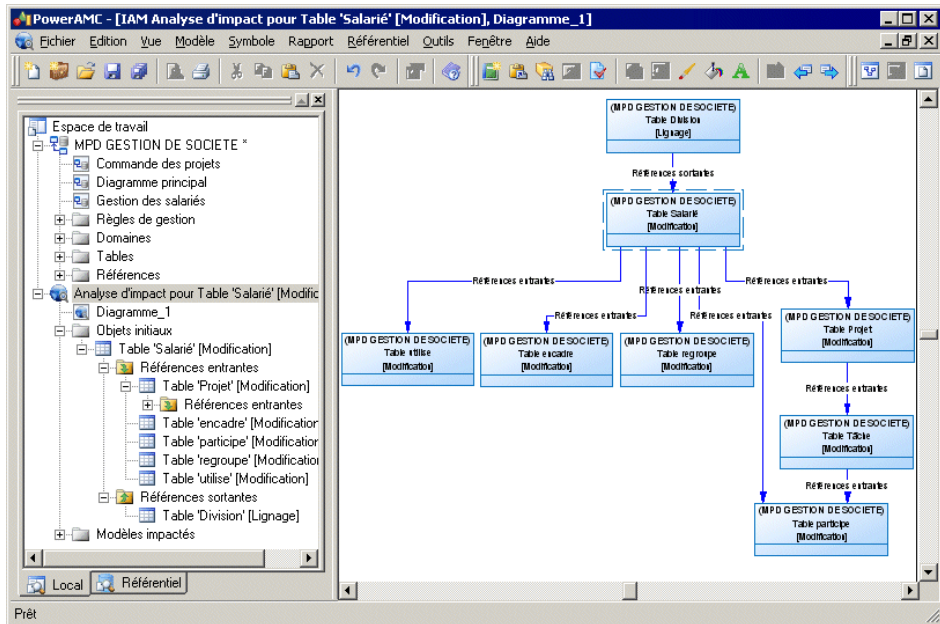 PowerAMC - [IAM Analyse d'impact pour Table 'Salarié' [Modification], Diagramme_1]
Fichier Edition Vue Modèle Symbole Rapport Référentiel Outils Fenêtre Aide
Espace de travail
MPD GESTION DE SOCIETE *
Commande des projets
Diagramme principal
Gestion des salariés
Règles de gestion
Domaines
Tables
Références
Analyse d'impact pour Table 'Salarié' [Modific
Diagramme_1
Objets initiaux
Table 'Salarié' [Modification]
Références entrantes
Table 'Projet' [Modification]
Références entrantes
Table 'encadre' [Modification
Table 'participe' [Modification
Table 'regroupe' [Modification
Table 'utilise' [Modification]
Références sortantes
Table 'Division' [Lignage]
Modèles impactés
Local
Référentiel
Prêt
(MPD GESTION DE SOCIETE)
Table Division
[Lignage]
Références sortantes
(MPD GESTION DE SOCIETE)
Table Salarié
[Modification]
Références entrantes
Références entrantes
Références entrantes
Références entrantes
Références entrantes
(MPD GESTION DE SOCIETE)
Table utilise
[Modification]
(MPD GESTION DE SOCIETE)
Table encadre
[Modification]
(MPD GESTION DE SOCIETE)
Table regroupe
[Modification]
(MPD GESTION DE SOCIETE)
Table Projet
[Modification]
Références entrantes
(MPD GESTION DE SOCIETE)
Table Tâche
[Modification]
Références entrantes
(MPD GESTION DE SOCIETE)
Table participe
[Modification]